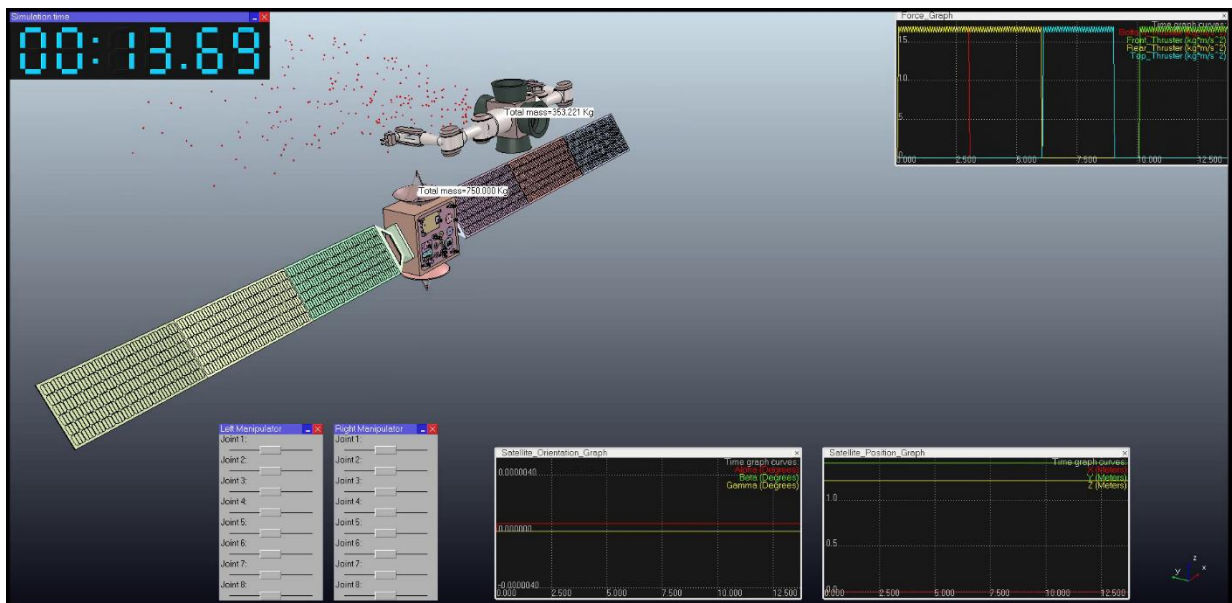 Simulation time
00:13.69
Total mass=353.221 Kg
Total mass=750.000 Kg
Force_Graph
Time graph curves:
Front_Thruster (kg*m/s^2)
Rear_Thruster (kg*m/s^2)
Top_Thruster (kg*m/s^2)
15
10
5
0
0.000 2.500 5.000 7.500 10.000 12.500
Left Manipulator
Joint 1:
Joint 2:
Joint 3:
Joint 4:
Joint 5:
Joint 6:
Joint 7:
Joint 8:
Right Manipulator
Joint 1:
Joint 2:
Joint 3:
Joint 4:
Joint 5:
Joint 6:
Joint 7:
Joint 8:
Satellite_Orientation_Graph
Time graph curves:
Alpha (Degrees)
Beta (Degrees)
Gamma (Degrees)
0.0000040
0.000000
-0.0000040
0.000 2.500 5.000 7.500 10.000 12.500
Satellite_Position_Graph
Time graph curves:
X (Meters)
Y (Meters)
Z (Meters)
1.0
0.5
0.0
0.000 2.500 5.000 7.500 10.000 12.500
z
y
x